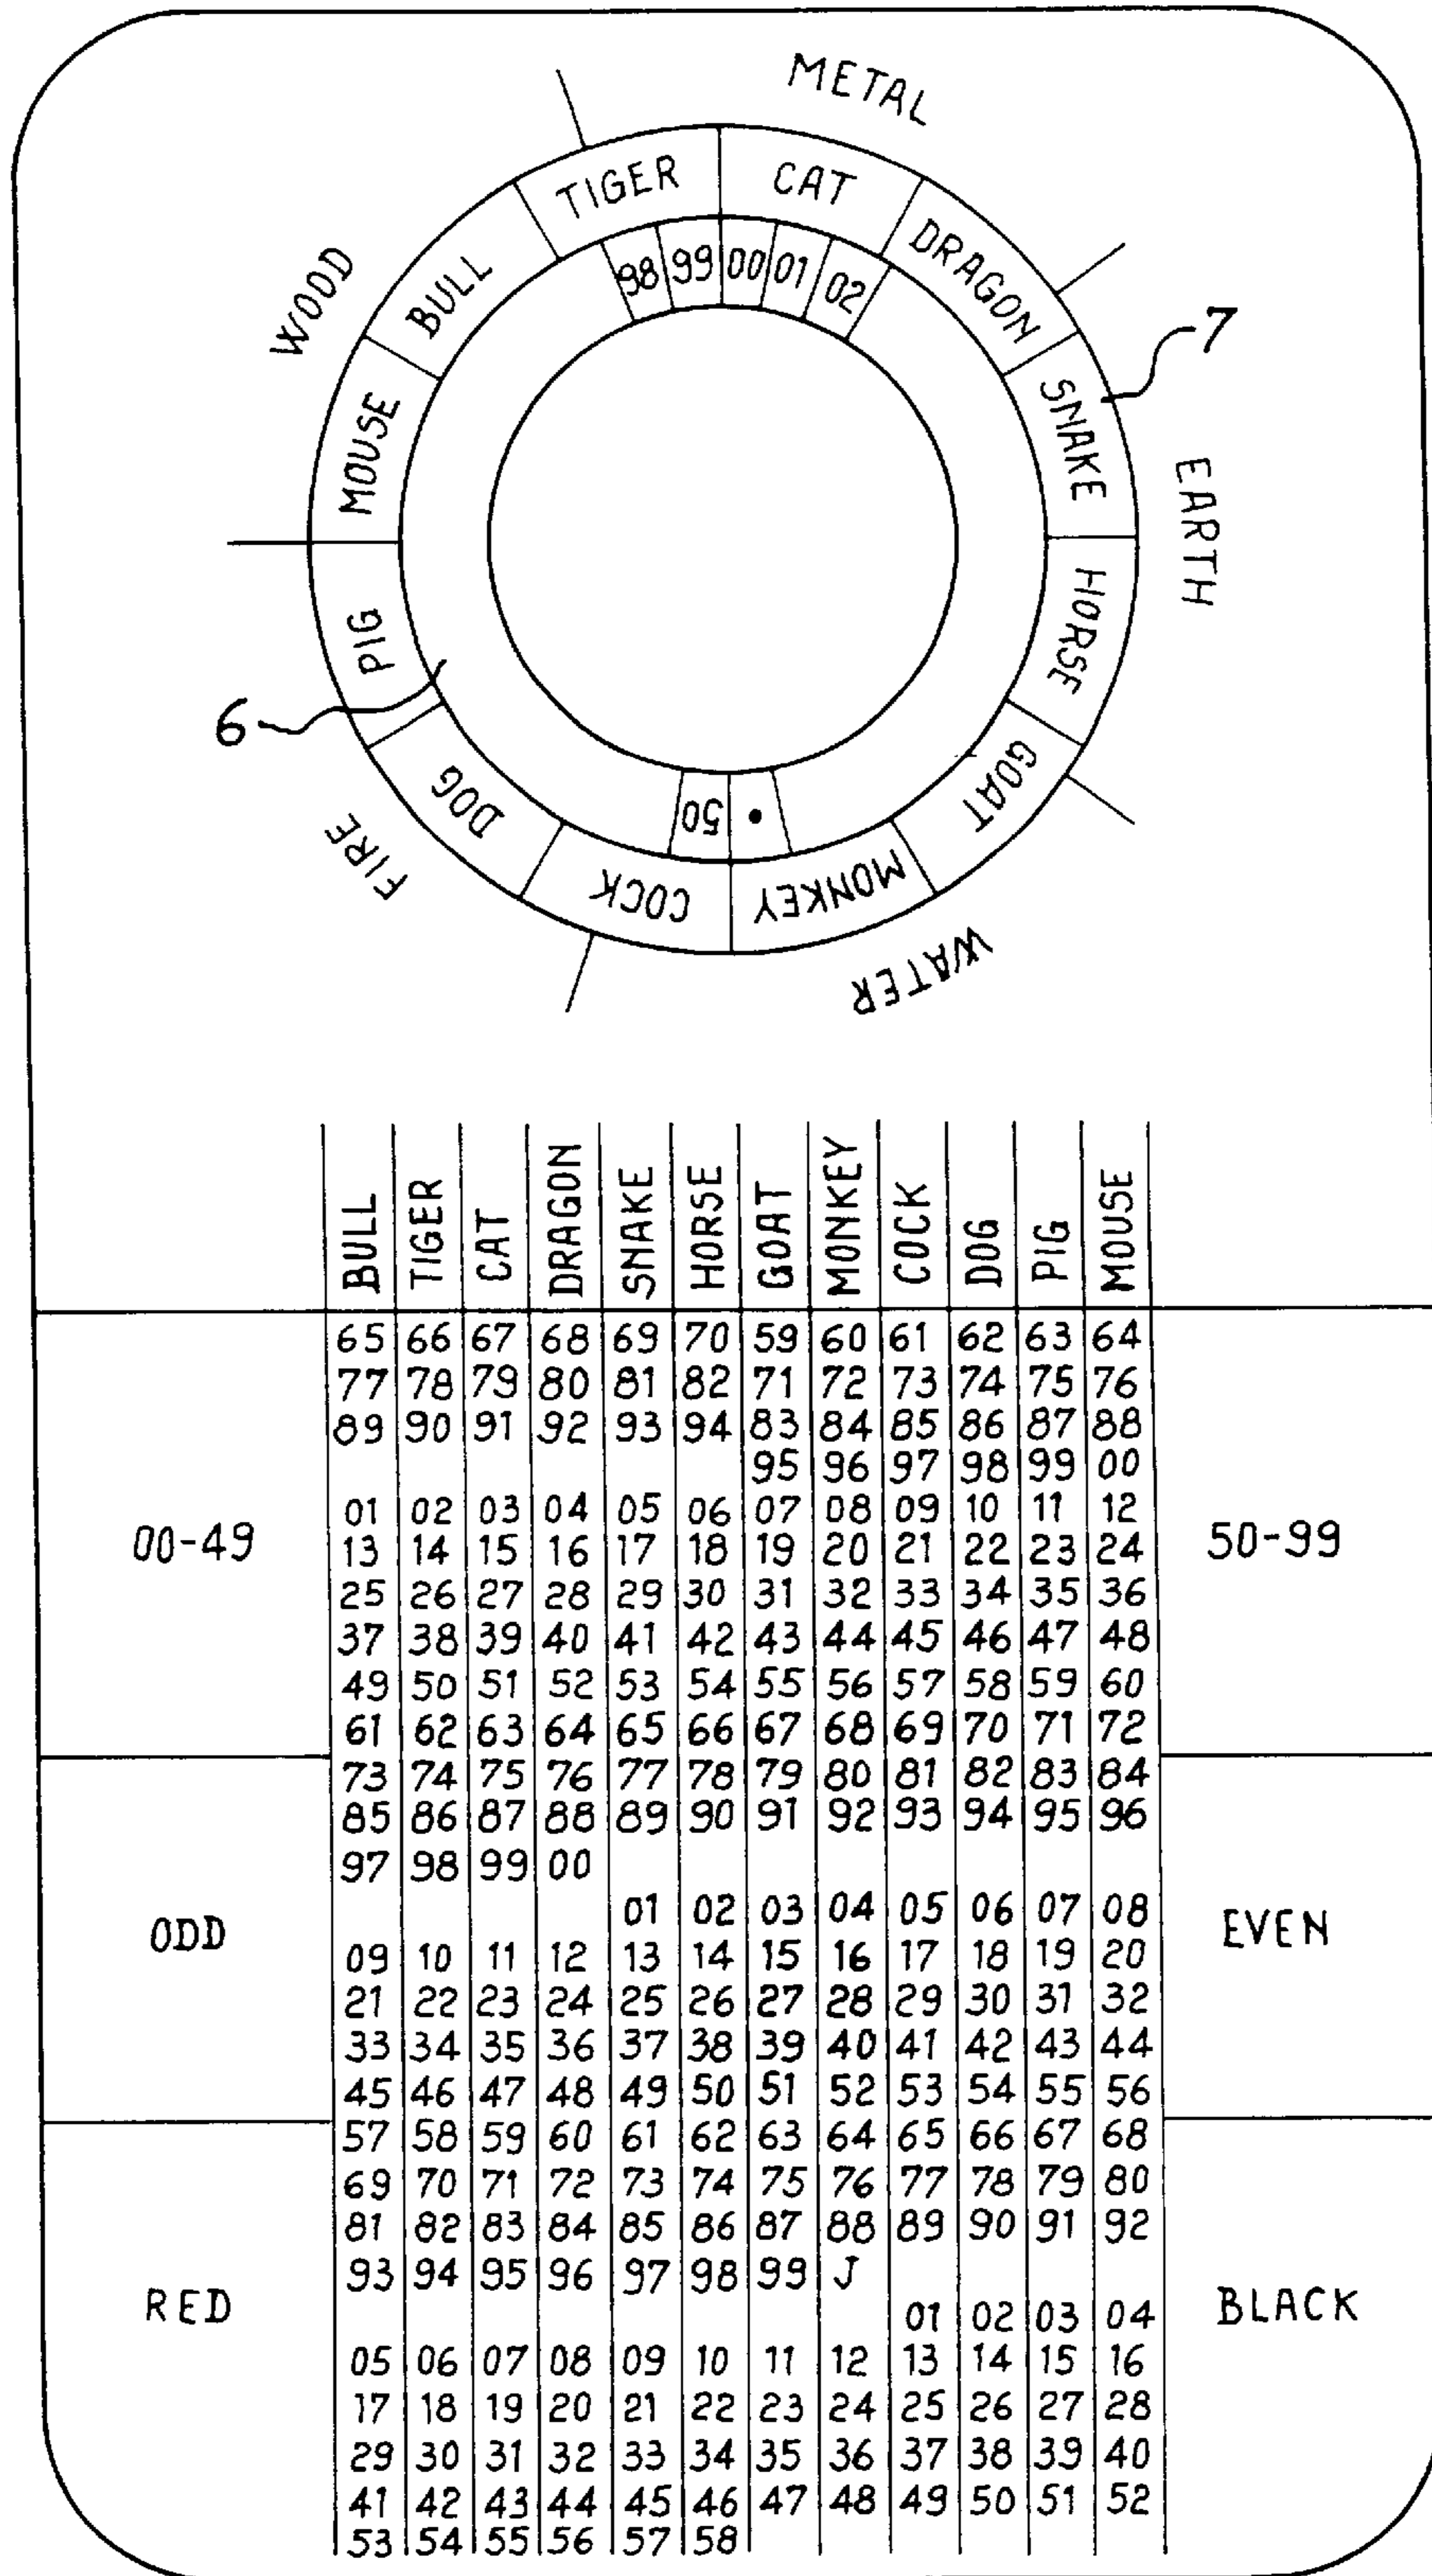 METAL
TIGER
CAT
DRAGON
SNAKE
HORSE
GOAT
MONKEY
COCK
DOG
PIG
MOUSE
BULL
WOOD
EARTH
WATER
FIRE
98 99 00 01 02
50 •
7
6
BULL TIGER CAT DRAGON SNAKE HORSE GOAT MONKEY COCK DOG PIG MOUSE
65 66 67 68 69 70 59 60 61 62 63 64
77 78 79 80 81 82 71 72 73 74 75 76
89 90 91 92 93 94 83 84 85 86 87 88
95 96 97 98 99 00
01 02 03 04 05 06 07 08 09 10 11 12
00-49
13 14 15 16 17 18 19 20 21 22 23 24
50-99
25 26 27 28 29 30 31 32 33 34 35 36
37 38 39 40 41 42 43 44 45 46 47 48
49 50 51 52 53 54 55 56 57 58 59 60
61 62 63 64 65 66 67 68 69 70 71 72
73 74 75 76 77 78 79 80 81 82 83 84
85 86 87 88 89 90 91 92 93 94 95 96
97 98 99 00
01 02 03 04 05 06 07 08
ODD
EVEN
09 10 11 12 13 14 15 16 17 18 19 20
21 22 23 24 25 26 27 28 29 30 31 32
33 34 35 36 37 38 39 40 41 42 43 44
45 46 47 48 49 50 51 52 53 54 55 56
57 58 59 60 61 62 63 64 65 66 67 68
69 70 71 72 73 74 75 76 77 78 79 80
81 82 83 84 85 86 87 88 89 90 91 92
93 94 95 96 97 98 99 J
RED
BLACK
01 02 03 04
05 06 07 08 09 10 11 12 13 14 15 16
17 18 19 20 21 22 23 24 25 26 27 28
29 30 31 32 33 34 35 36 37 38 39 40
41 42 43 44 45 46 47 48 49 50 51 52
53 54 55 56 57 58